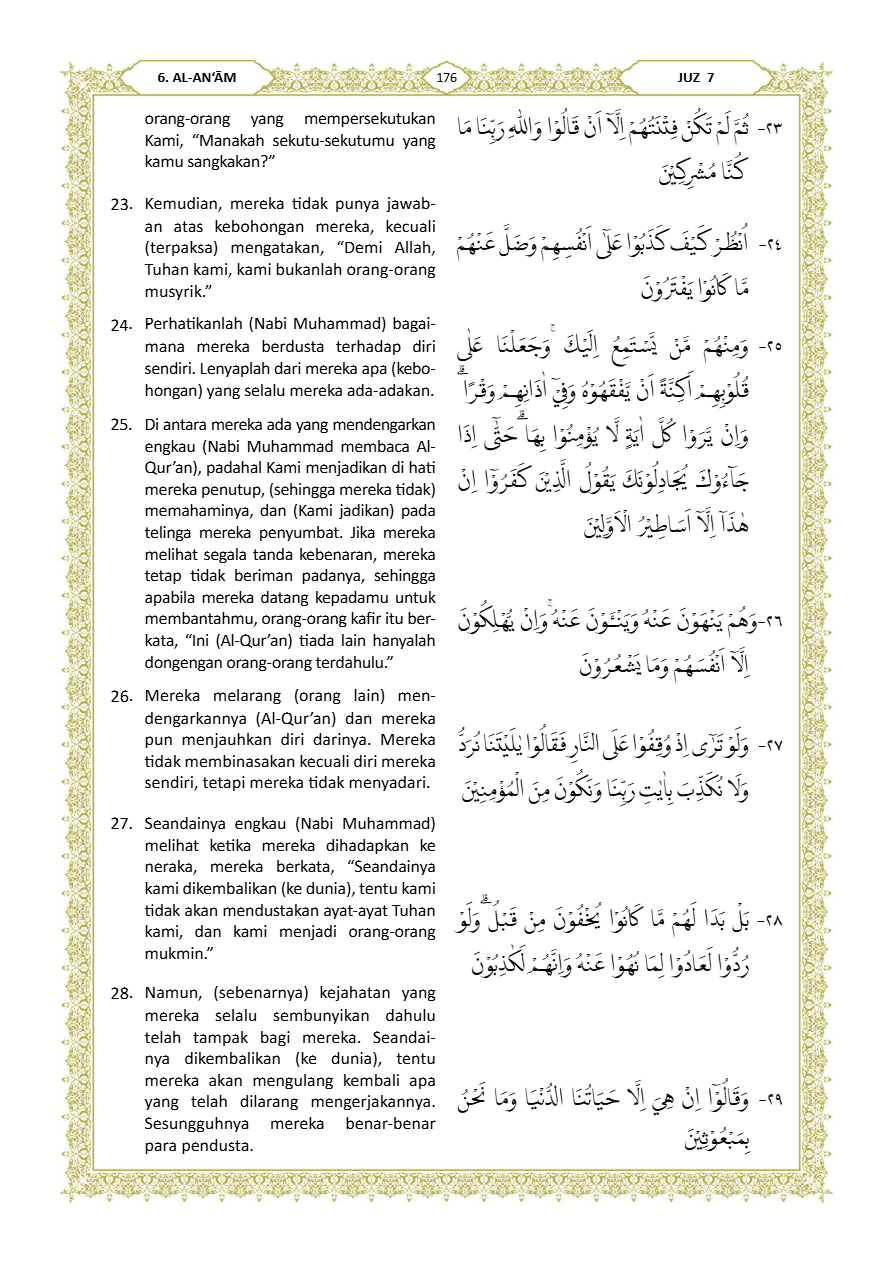 6. AL-AN‘ĀM
176
JUZ 7
orang-orang yang mempersekutukan
Kami, “Manakah sekutu-sekutumu yang
kamu sangkakan?”
23. Kemudian, mereka tidak punya jawab-
an atas kebohongan mereka, kecuali
(terpaksa) mengatakan, “Demi Allah,
Tuhan kami, kami bukanlah orang-orang
musyrik.”
24. Perhatikanlah (Nabi Muhammad) bagai-
mana mereka berdusta terhadap diri
sendiri. Lenyaplah dari mereka apa (kebo-
hongan) yang selalu mereka ada-adakan.
25. Di antara mereka ada yang mendengarkan
engkau (Nabi Muhammad membaca Al-
Qur’an), padahal Kami menjadikan di hati
mereka penutup, (sehingga mereka tidak)
memahaminya, dan (Kami jadikan) pada
telinga mereka penyumbat. Jika mereka
melihat segala tanda kebenaran, mereka
tetap tidak beriman padanya, sehingga
apabila mereka datang kepadamu untuk
membantahmu, orang-orang kafir itu ber-
kata, “Ini (Al-Qur’an) tiada lain hanyalah
dongengan orang-orang terdahulu.”
26. Mereka melarang (orang lain) men-
dengarkannya (Al-Qur’an) dan mereka
pun menjauhkan diri darinya. Mereka
tidak membinasakan kecuali diri mereka
sendiri, tetapi mereka tidak menyadari.
27. Seandainya engkau (Nabi Muhammad)
melihat ketika mereka dihadapkan ke
neraka, mereka berkata, “Seandainya
kami dikembalikan (ke dunia), tentu kami
tidak akan mendustakan ayat-ayat Tuhan
kami, dan kami menjadi orang-orang
mukmin.”
28. Namun, (sebenarnya) kejahatan yang
mereka selalu sembunyikan dahulu
telah tampak bagi mereka. Seandai-
nya dikembalikan (ke dunia), tentu
mereka akan mengulang kembali apa
yang telah dilarang mengerjakannya.
Sesungguhnya mereka benar-benar
para pendusta.
٢٣- ثُمَّ لَمْ تَكُنْ فِتْنَتُهُمْ اِلَّآ اَنْ قَالُوْا وَاللّٰهِ رَبِّنَا مَا
كُنَّا مُشْرِكِيْنَ
٢٤- اُنْظُرْ كَيْفَ كَذَبُوْا عَلٰٓى اَنْفُسِهِمْ وَضَلَّ عَنْهُمْ
مَّا كَانُوْا يَفْتَرُوْنَ
٢٥- وَمِنْهُمْ مَّنْ يَّسْتَمِعُ اِلَيْكَ ۚوَجَعَلْنَا عَلٰى
قُلُوْبِهِمْ اَكِنَّةً اَنْ يَّفْقَهُوْهُ وَفِيْٓ اٰذَانِهِمْ وَقْرًا ۗ
وَاِنْ يَّرَوْا كُلَّ اٰيَةٍ لَّا يُؤْمِنُوْا بِهَا ۗحَتّٰٓى اِذَا
جَاۤءُوْكَ يُجَادِلُوْنَكَ يَقُوْلُ الَّذِيْنَ كَفَرُوْٓا اِنْ
هٰذَآ اِلَّآ اَسَاطِيْرُ الْاَوَّلِيْنَ
٢٦- وَهُمْ يَنْهَوْنَ عَنْهُ وَيَنْـَٔوْنَ عَنْهُ ۚوَاِنْ يُّهْلِكُوْنَ
اِلَّآ اَنْفُسَهُمْ وَمَا يَشْعُرُوْنَ
٢٧- وَلَوْ تَرٰٓى اِذْ وُقِفُوْا عَلَى النَّارِ فَقَالُوْا يٰلَيْتَنَا نُرَدُّ
وَلَا نُكَذِّبَ بِاٰيٰتِ رَبِّنَا وَنَكُوْنَ مِنَ الْمُؤْمِنِيْنَ
٢٨- بَلْ بَدَا لَهُمْ مَّا كَانُوْا يُخْفُوْنَ مِنْ قَبْلُ ۗوَلَوْ
رُدُّوْا لَعَادُوْا لِمَا نُهُوْا عَنْهُ وَاِنَّهُمْ لَكٰذِبُوْنَ
٢٩- وَقَالُوْٓا اِنْ هِيَ اِلَّا حَيَاتُنَا الدُّنْيَا وَمَا نَحْنُ
بِمَبْعُوْثِيْنَ